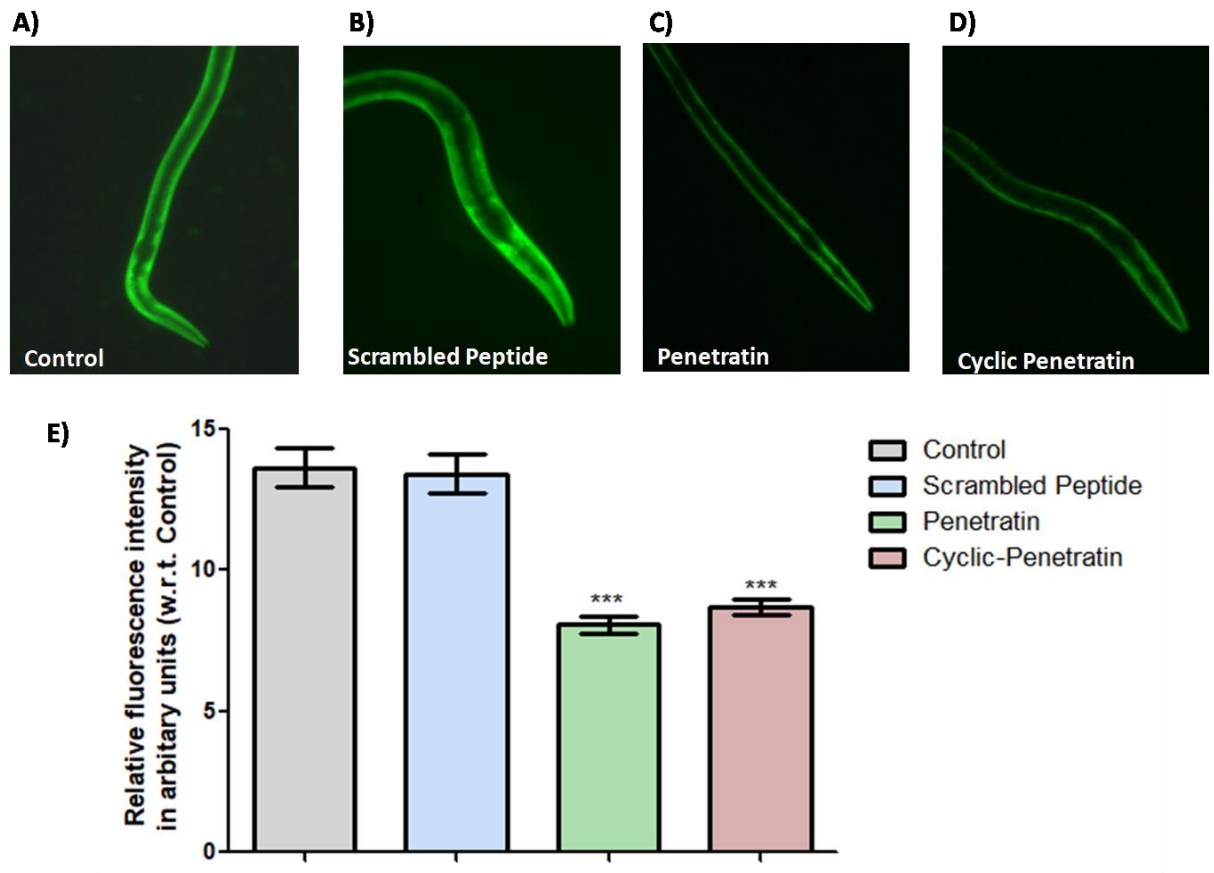 A)
B)
C)
D)
Control
Scrambled Peptide
Penetratin
Cyclic Penetratin
E)
Relative fluorescence intensity
in arbitary units (w.r.t. Control)
15
10
5
0
***
***
Control
Scrambled Peptide
Penetratin
Cyclic-Penetratin